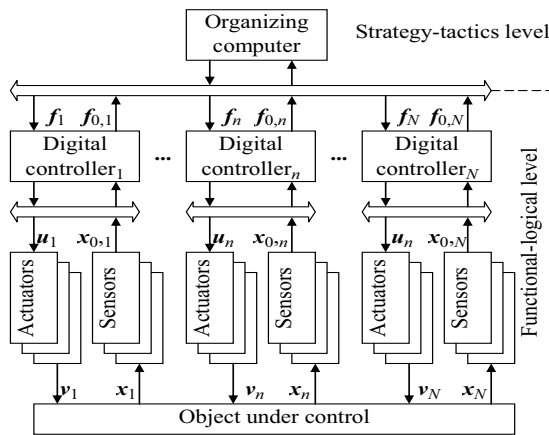 Organizing
computer
Strategy-tactics level
f1 f0,1 fn f0,n fN f0,N
Digital
controller1
...
Digital
controllern
...
Digital
controllerN
Functional-logical level
u1 x0,1 un x0,n un x0,N
Actuators
Sensors
Actuators
Sensors
Actuators
Sensors
v1 x1 vn xn vN xN
Object under control